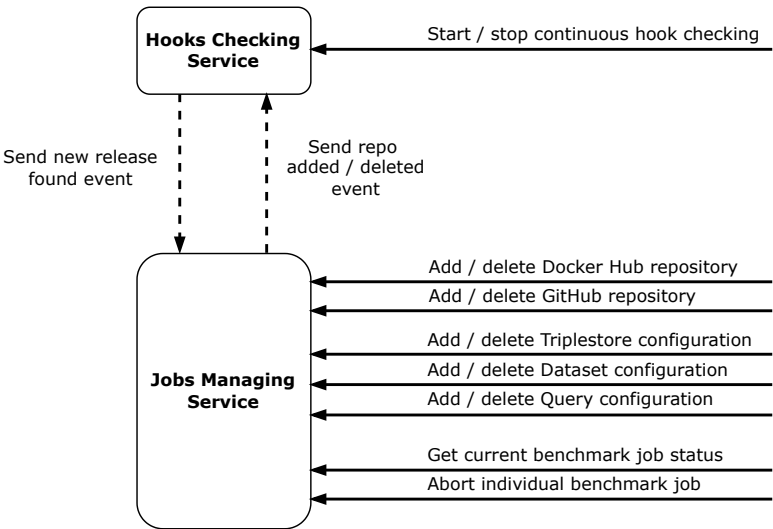 Hooks Checking
Service
Start / stop continuous hook checking
Send new release
found event
Send repo
added / deleted
event
Add / delete Docker Hub repository
Add / delete GitHub repository
Add / delete Triplestore configuration
Add / delete Dataset configuration
Add / delete Query configuration
Jobs Managing
Service
Get current benchmark job status
Abort individual benchmark job